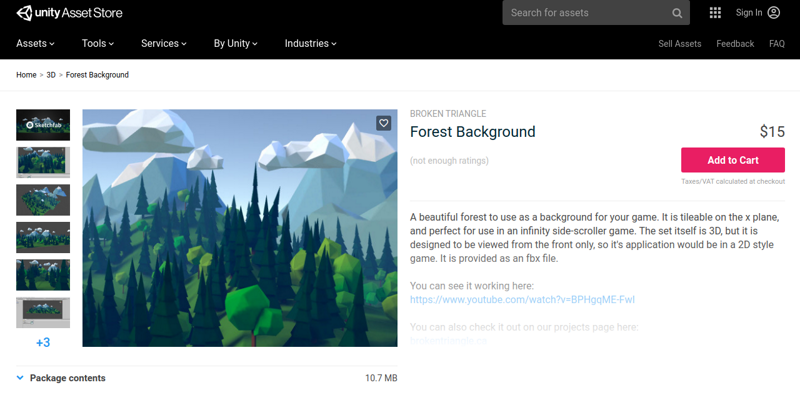 unity Asset Store
Search for assets
Sign In
Assets
Tools
Services
By Unity
Industries
Sell Assets
Feedback
FAQ
Home > 3D > Forest Background
Sketchfab
+3
BROKEN TRIANGLE
Forest Background
$15
(not enough ratings)
Add to Cart
Taxes/VAT calculated at checkout
A beautiful forest to use as a background for your game. It is tileable on the x plane,
and perfect for use in an infinity side-scroller game. The set itself is 3D, but it is
designed to be viewed from the front only, so it's application would be in a 2D style
game. It is provided as an fbx file.
You can see it working here:
https://www.youtube.com/watch?v=BPHgqME-FwI
You can also check it out on our projects page here:
Package contents
10.7 MB